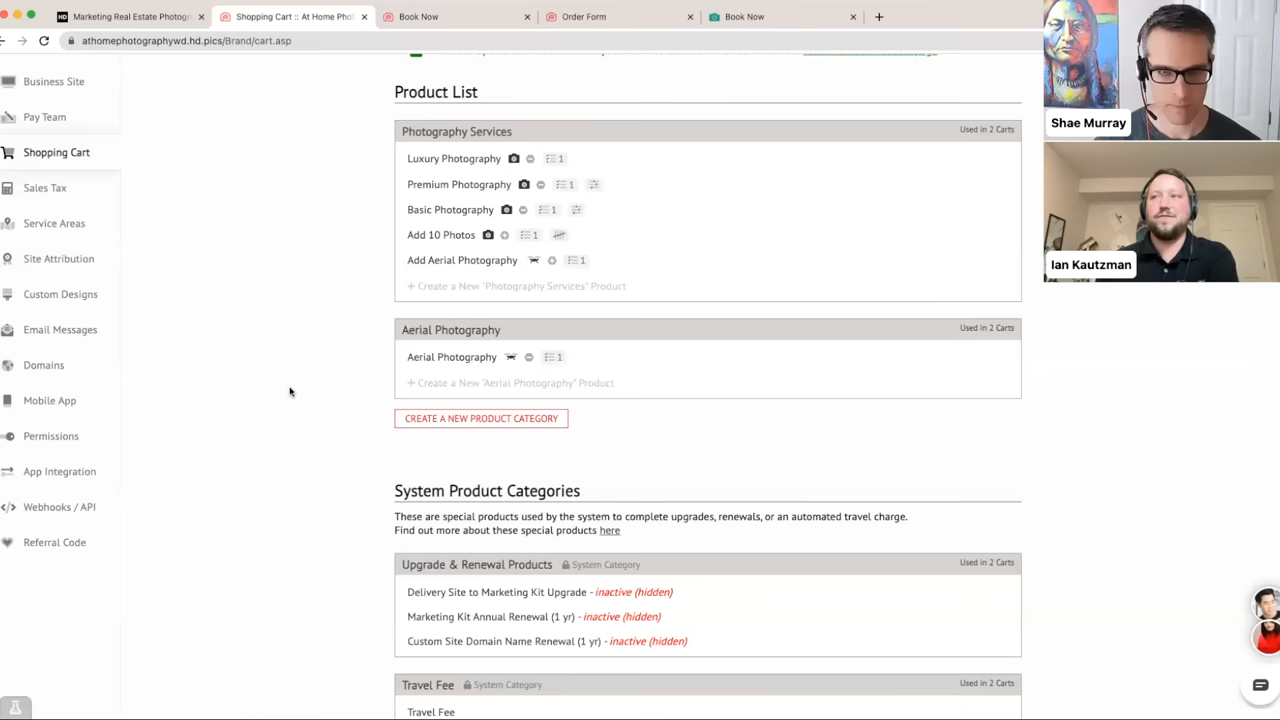 Marketing Real Estate Photogr
Shopping Cart :: At Home Phot
Book Now
Order Form
Book Now
athomephotographywd.hd.pics/Brand/cart.asp
Shae Murray
Ian Kautzman
Business Site
Pay Team
Shopping Cart
Sales Tax
Service Areas
Site Attribution
Custom Designs
Email Messages
Domains
Mobile App
Permissions
App Integration
Webhooks / API
Referral Code
Product List
Photography Services
Used in 2 Carts
Luxury Photography 1
Premium Photography 1
Basic Photography 1
Add 10 Photos 1
Add Aerial Photography 1
+ Create a New "Photography Services" Product
Aerial Photography
Used in 2 Carts
Aerial Photography 1
+ Create a New "Aerial Photography" Product
CREATE A NEW PRODUCT CATEGORY
System Product Categories
These are special products used by the system to complete upgrades, renewals, or an automated travel charge.
Find out more about these special products here
Upgrade & Renewal Products System Category
Used in 2 Carts
Delivery Site to Marketing Kit Upgrade - inactive (hidden)
Marketing Kit Annual Renewal (1 yr) - inactive (hidden)
Custom Site Domain Name Renewal (1 yr) - inactive (hidden)
Travel Fee System Category
Used in 2 Carts
Travel Fee